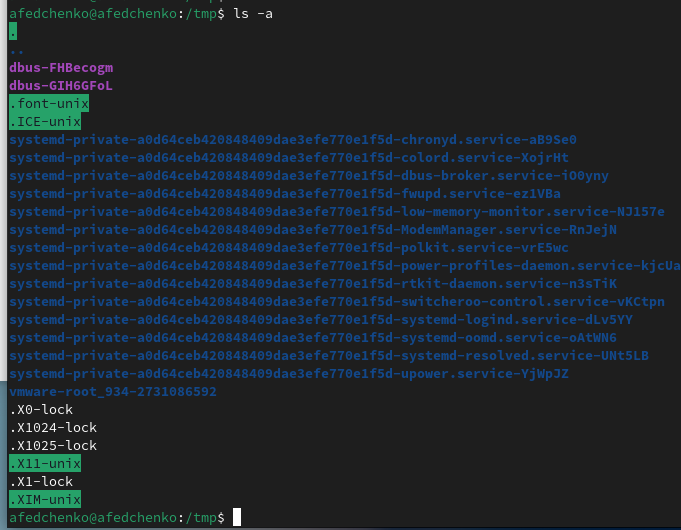 afedchenko@afedchenko:/tmp$ ls -a
.
..
dbus-FHBecogm
dbus-GIH6GFoL
.font-unix
.ICE-unix
systemd-private-a0d64ceb420848409dae3efe770e1f5d-chronyd.service-aB9Se0
systemd-private-a0d64ceb420848409dae3efe770e1f5d-colord.service-XojrHt
systemd-private-a0d64ceb420848409dae3efe770e1f5d-dbus-broker.service-iO0yny
systemd-private-a0d64ceb420848409dae3efe770e1f5d-fwupd.service-ez1VBa
systemd-private-a0d64ceb420848409dae3efe770e1f5d-low-memory-monitor.service-NJ157e
systemd-private-a0d64ceb420848409dae3efe770e1f5d-ModemManager.service-RnJejN
systemd-private-a0d64ceb420848409dae3efe770e1f5d-polkit.service-vrE5wc
systemd-private-a0d64ceb420848409dae3efe770e1f5d-power-profiles-daemon.service-kjcUa
systemd-private-a0d64ceb420848409dae3efe770e1f5d-rtkit-daemon.service-n3sTiK
systemd-private-a0d64ceb420848409dae3efe770e1f5d-switcheroo-control.service-vKCtpn
systemd-private-a0d64ceb420848409dae3efe770e1f5d-systemd-logind.service-dLv5YY
systemd-private-a0d64ceb420848409dae3efe770e1f5d-systemd-oomd.service-oAtWN6
systemd-private-a0d64ceb420848409dae3efe770e1f5d-systemd-resolved.service-UNt5LB
systemd-private-a0d64ceb420848409dae3efe770e1f5d-upower.service-YjWpJZ
vmware-root_934-2731086592
.X0-lock
.X1024-lock
.X1025-lock
.X11-unix
.X1-lock
.XIM-unix
afedchenko@afedchenko:/tmp$